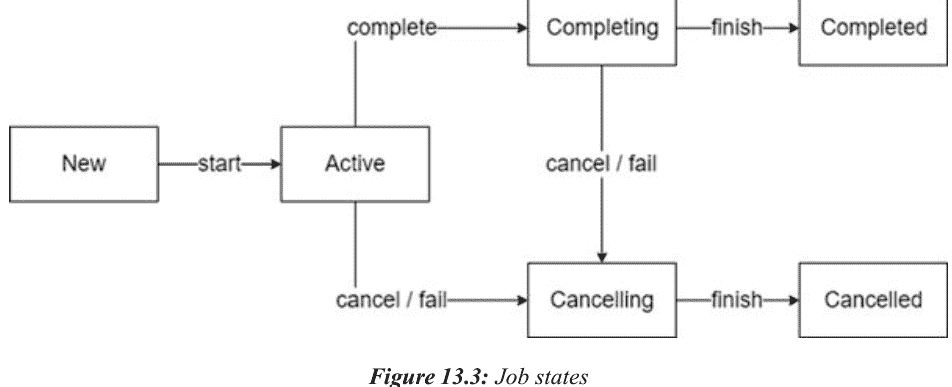 complete
Completing
finish
Completed
New
start
Active
cancel / fail
cancel / fail
Cancelling
finish
Cancelled
Figure 13.3: Job states